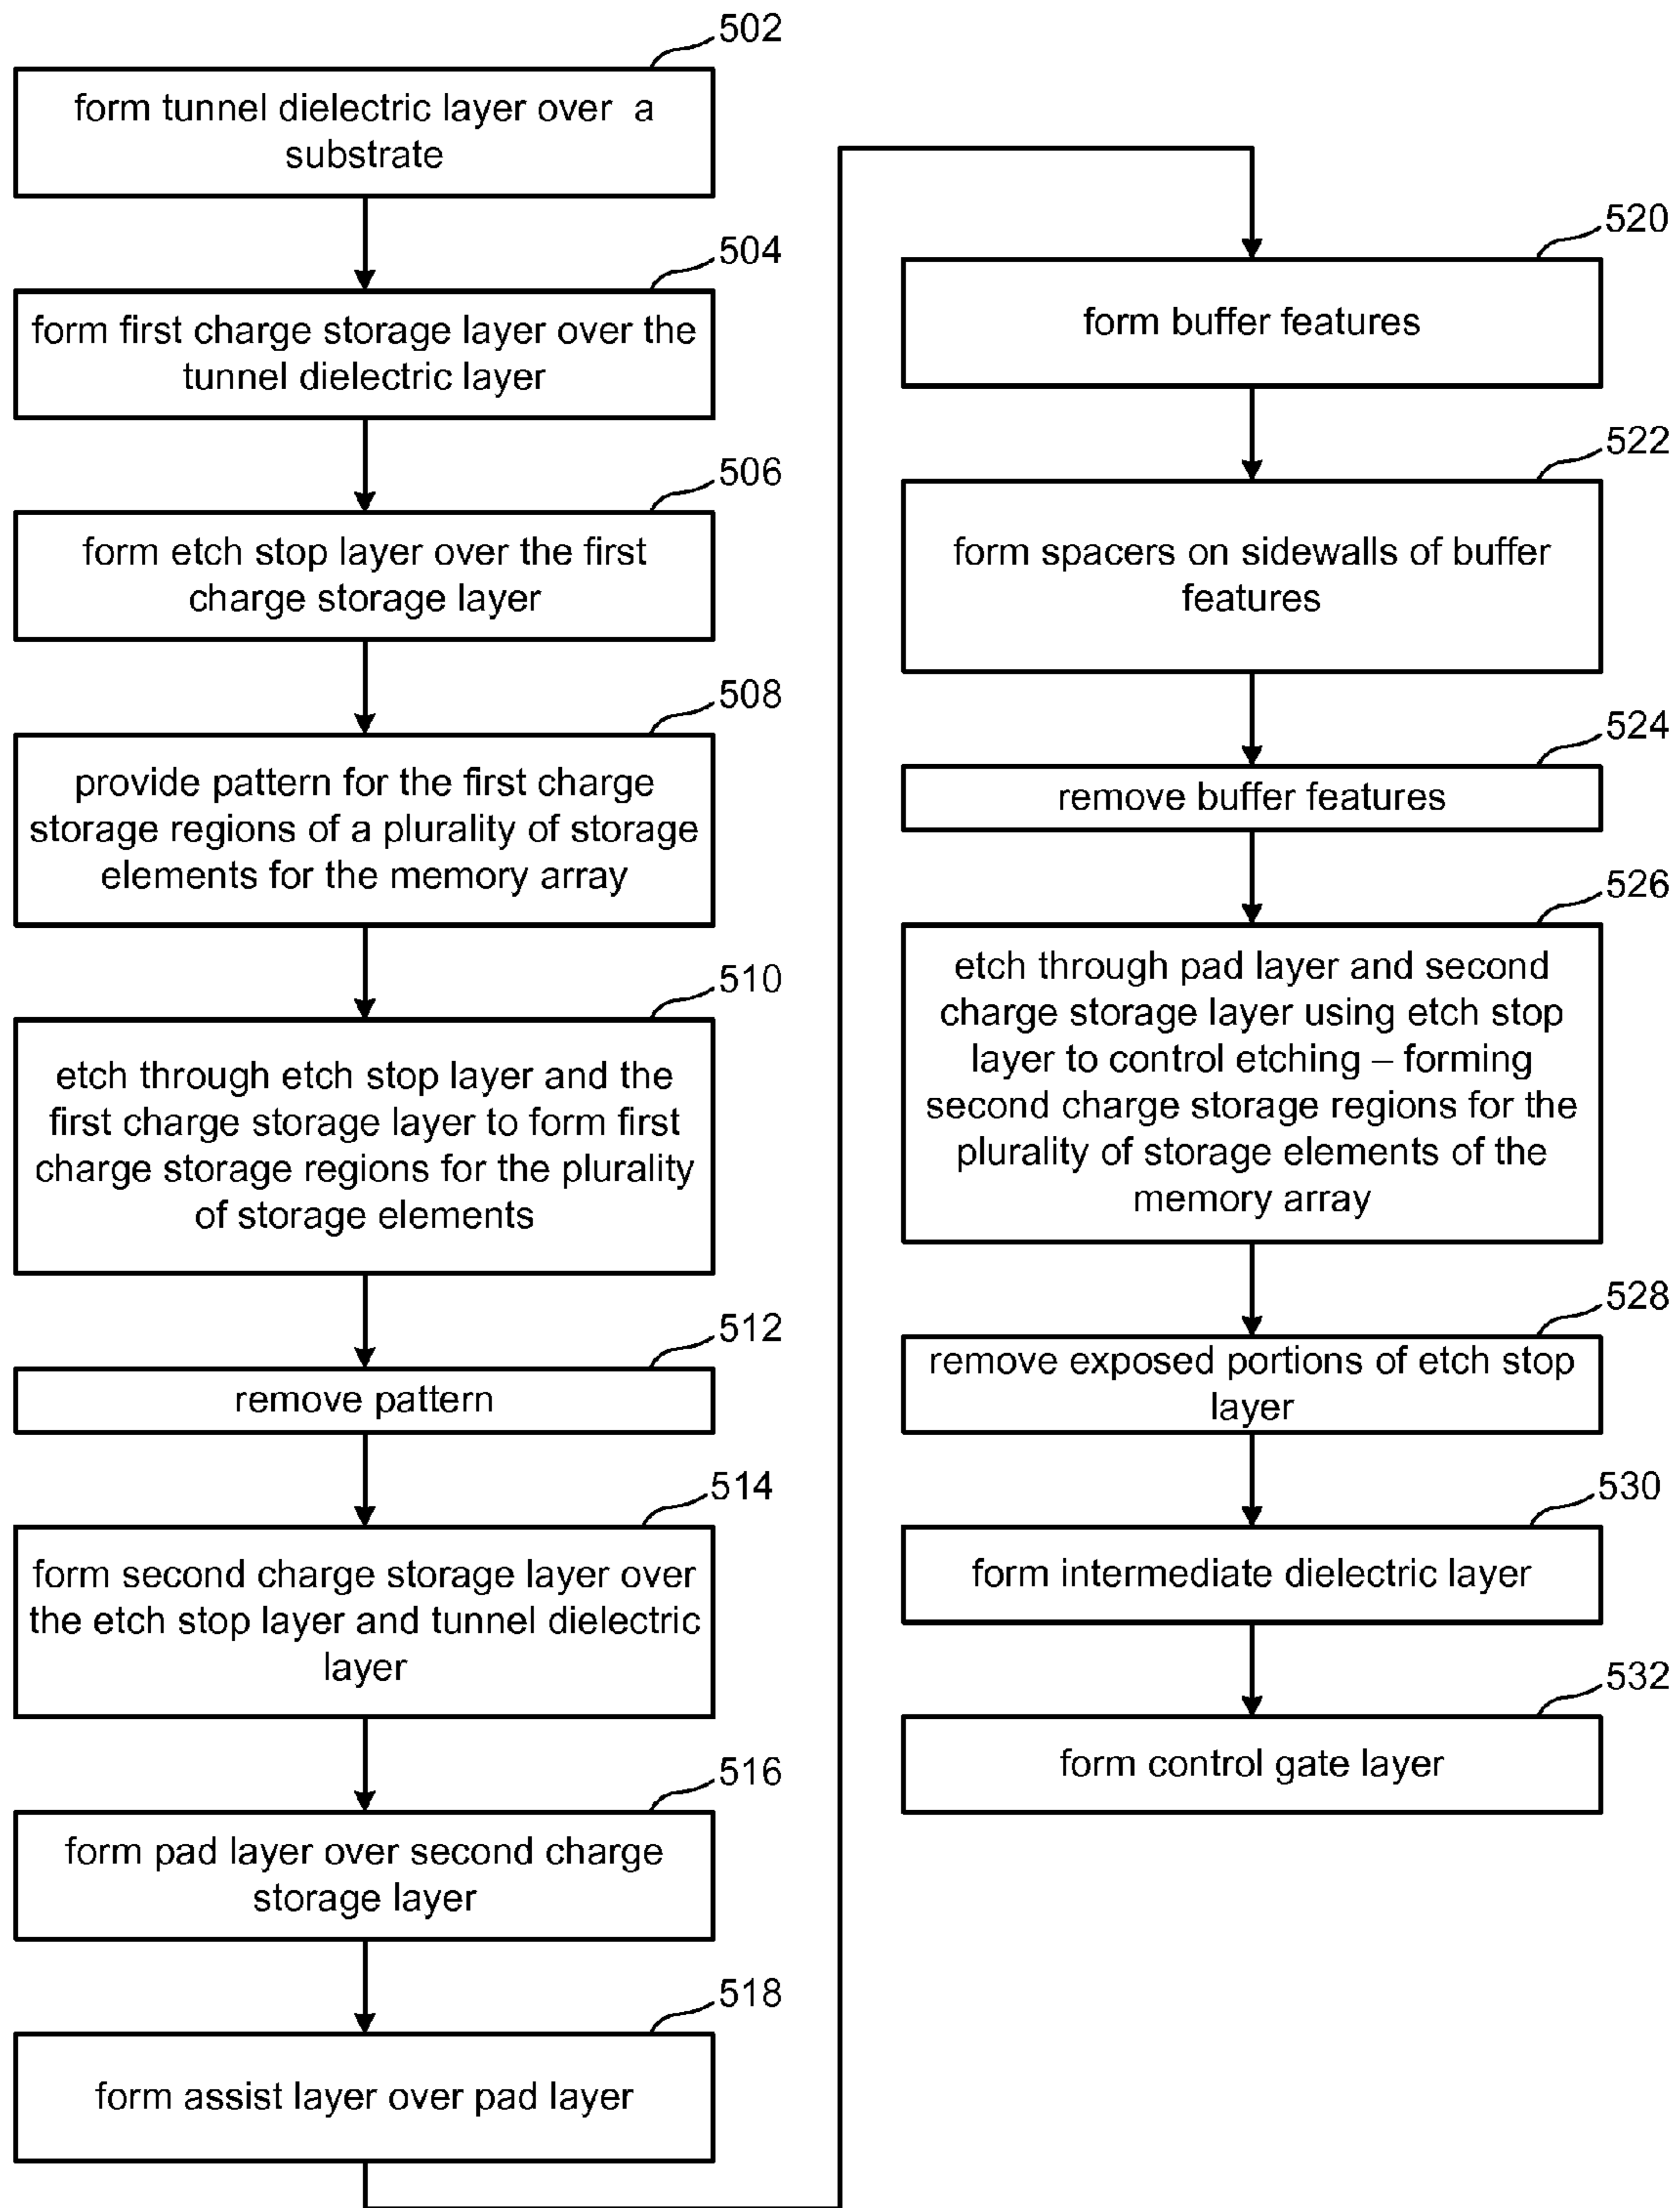 502
form tunnel dielectric layer over a
substrate
504
form first charge storage layer over the
tunnel dielectric layer
506
form etch stop layer over the first
charge storage layer
508
provide pattern for the first charge
storage regions of a plurality of storage
elements for the memory array
510
etch through etch stop layer and the
first charge storage layer to form first
charge storage regions for the plurality
of storage elements
512
remove pattern
514
form second charge storage layer over
the etch stop layer and tunnel dielectric
layer
516
form pad layer over second charge
storage layer
518
form assist layer over pad layer
520
form buffer features
522
form spacers on sidewalls of buffer
features
524
remove buffer features
526
etch through pad layer and second
charge storage layer using etch stop
layer to control etching – forming
second charge storage regions for the
plurality of storage elements of the
memory array
528
remove exposed portions of etch stop
layer
530
form intermediate dielectric layer
532
form control gate layer